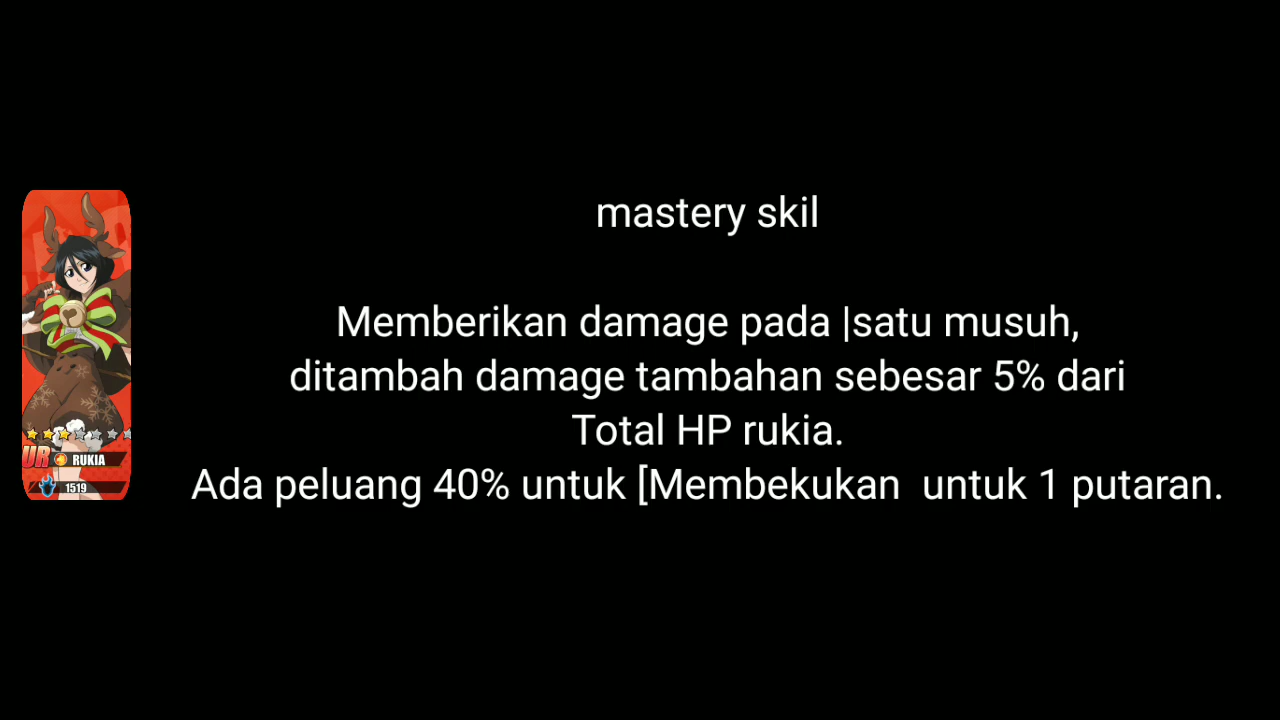 mastery skil
Memberikan damage pada |satu musuh,
ditambah damage tambahan sebesar 5% dari
Total HP rukia.
Ada peluang 40% untuk [Membekukan  untuk 1 putaran.
UR RUKIA
1519